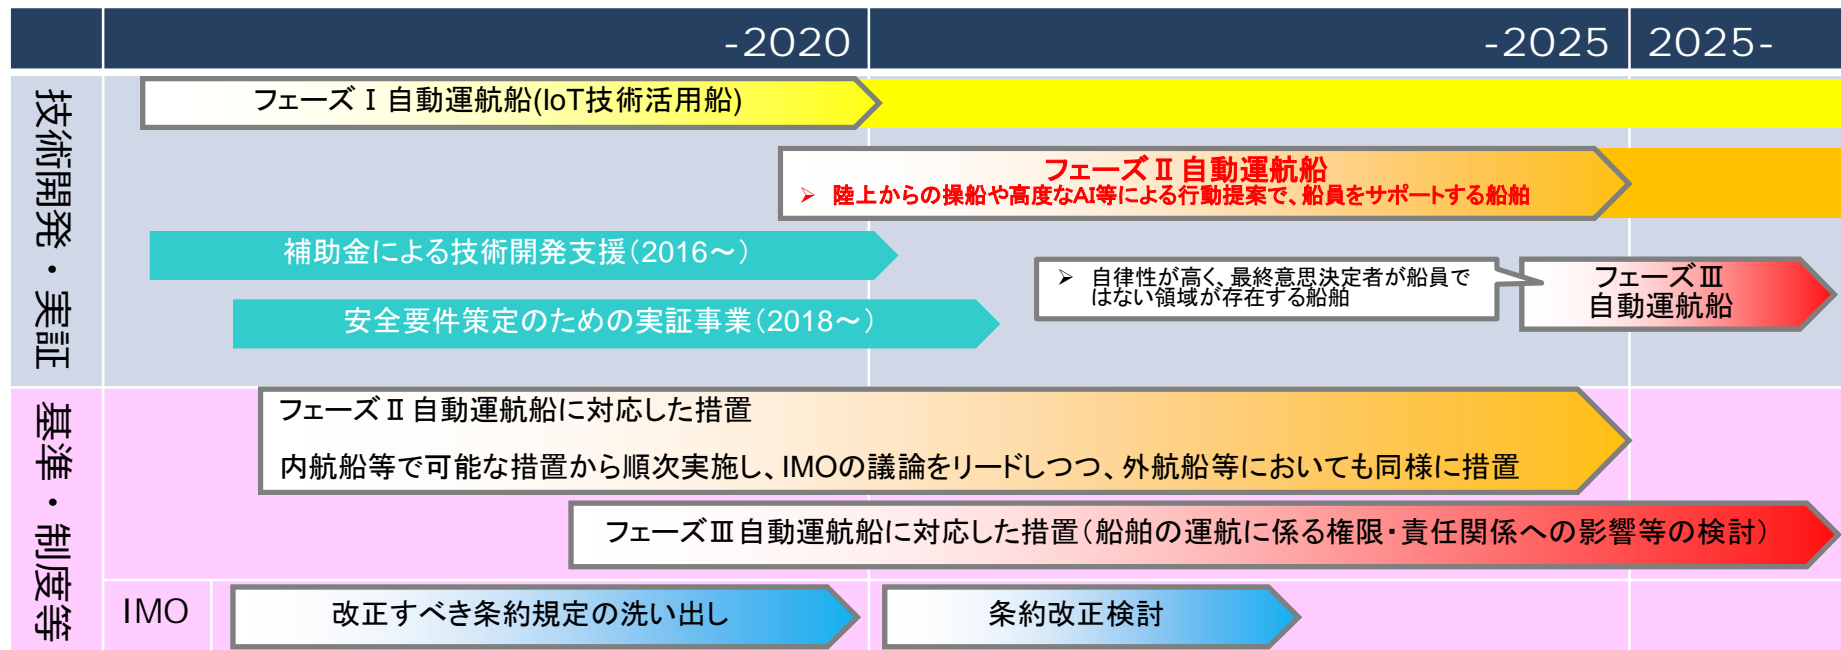 -2020
-2025
2025-
技術開発・実証
フェーズⅠ自動運航船(IoT技術活用船)
フェーズⅡ自動運航船
➢ 陸上からの操船や高度なAI等による行動提案で、船員をサポートする船舶
補助金による技術開発支援（2016～）
➢ 自律性が高く、最終意思決定者が船員で
はない領域が存在する船舶
フェーズⅢ
自動運航船
安全要件策定のための実証事業（2018～）
基準・制度等
フェーズⅡ自動運航船に対応した措置
内航船等で可能な措置から順次実施し、IMOの議論をリードしつつ、外航船等においても同様に措置
フェーズⅢ自動運航船に対応した措置（船舶の運航に係る権限・責任関係への影響等の検討）
IMO
改正すべき条約規定の洗い出し
条約改正検討